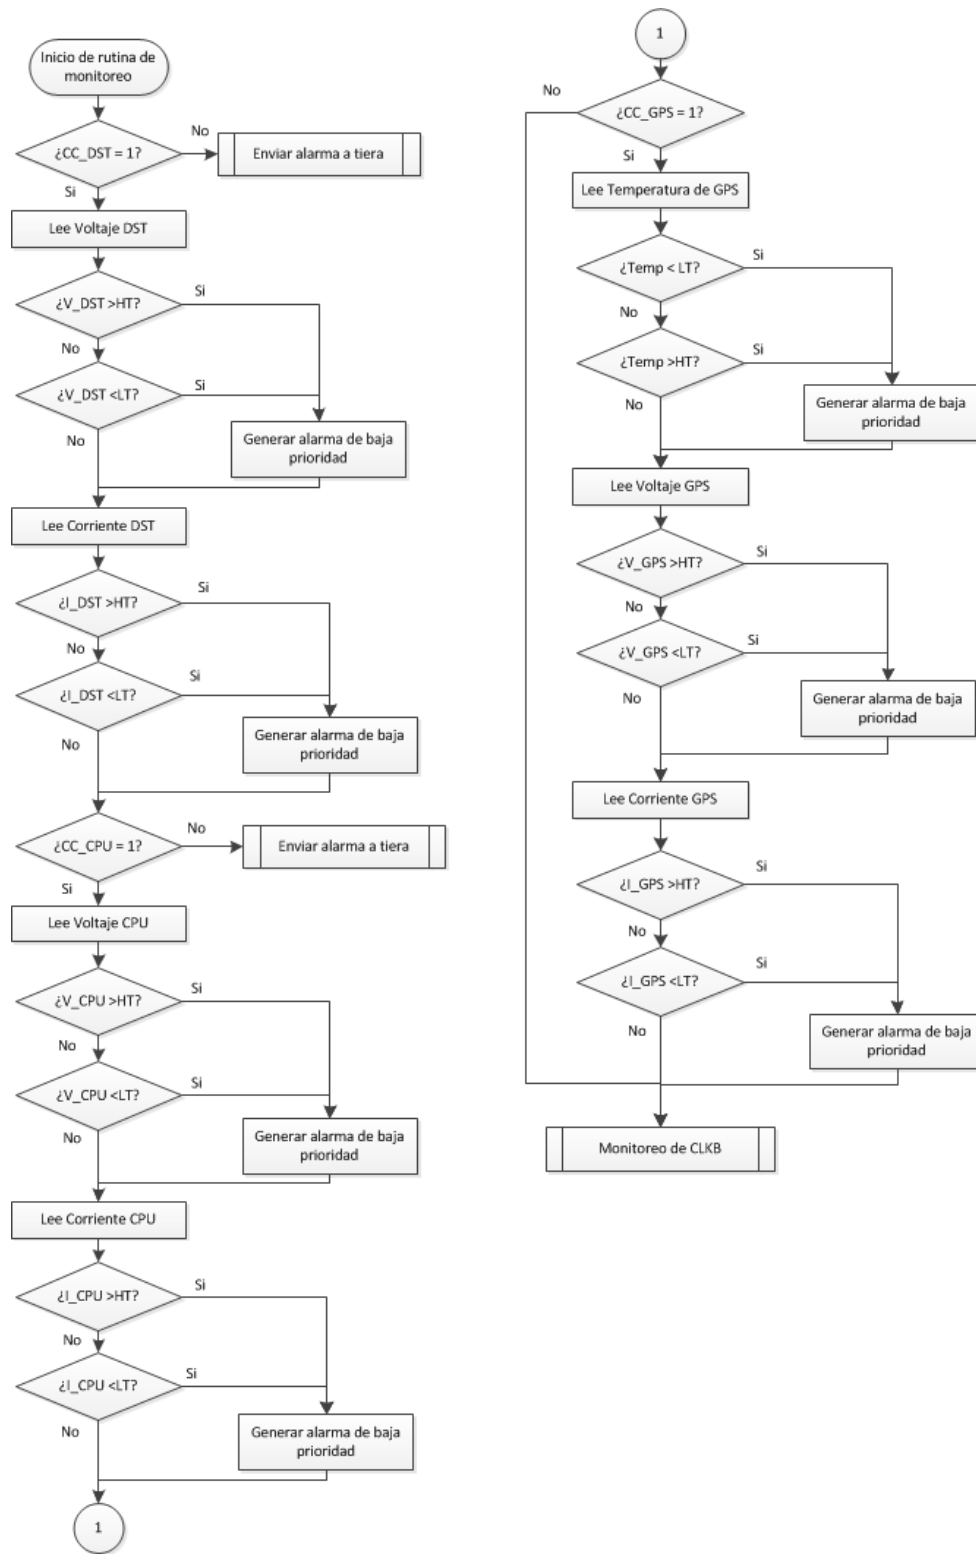 Inicio de rutina de
monitoreo
¿CC_DST = 1?
No
Enviar alarma a tiera
Si
Lee Voltaje DST
¿V_DST >HT?
Si
No
¿V_DST <LT?
Si
No
Generar alarma de baja
prioridad
Lee Corriente DST
¿I_DST >HT?
Si
No
¿I_DST <LT?
Si
No
Generar alarma de baja
prioridad
¿CC_CPU = 1?
No
Enviar alarma a tiera
Si
Lee Voltaje CPU
¿V_CPU >HT?
Si
No
¿V_CPU <LT?
Si
No
Generar alarma de baja
prioridad
Lee Corriente CPU
¿I_CPU >HT?
Si
No
¿I_CPU <LT?
Si
No
Generar alarma de baja
prioridad
1
1
No
¿CC_GPS = 1?
Si
Lee Temperatura de GPS
¿Temp < LT?
Si
No
¿Temp >HT?
Si
No
Generar alarma de baja
prioridad
Lee Voltaje GPS
¿V_GPS >HT?
Si
No
¿V_GPS <LT?
Si
No
Generar alarma de baja
prioridad
Lee Corriente GPS
¿I_GPS >HT?
Si
No
¿I_GPS <LT?
Si
No
Generar alarma de baja
prioridad
Monitoreo de CLKB